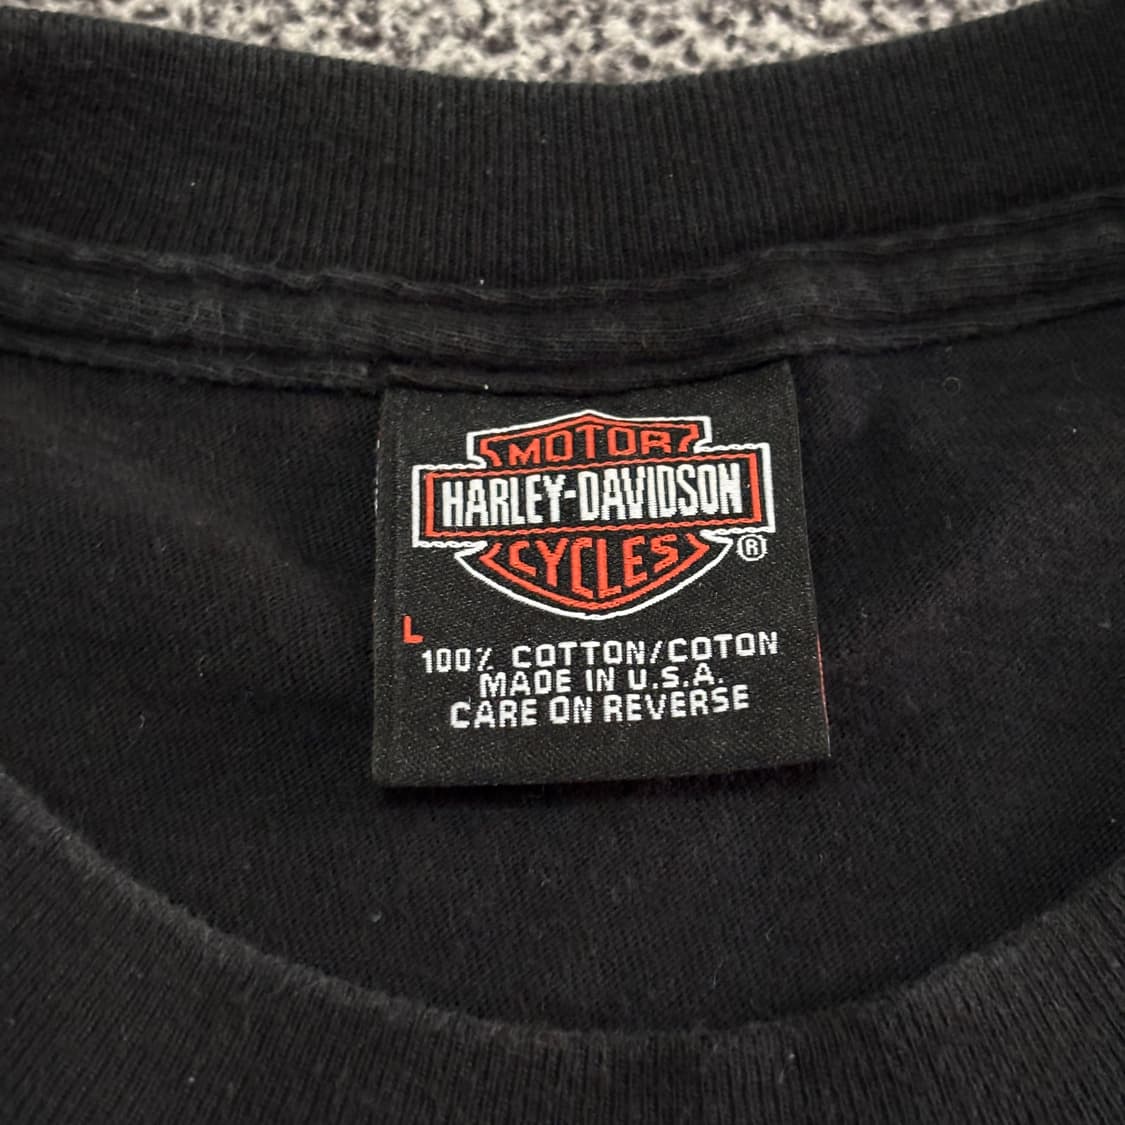 MOTOR
HARLEY-DAVIDSON
CYCLES
®
L
100% COTTON/COTON
MADE IN U.S.A.
CARE ON REVERSE